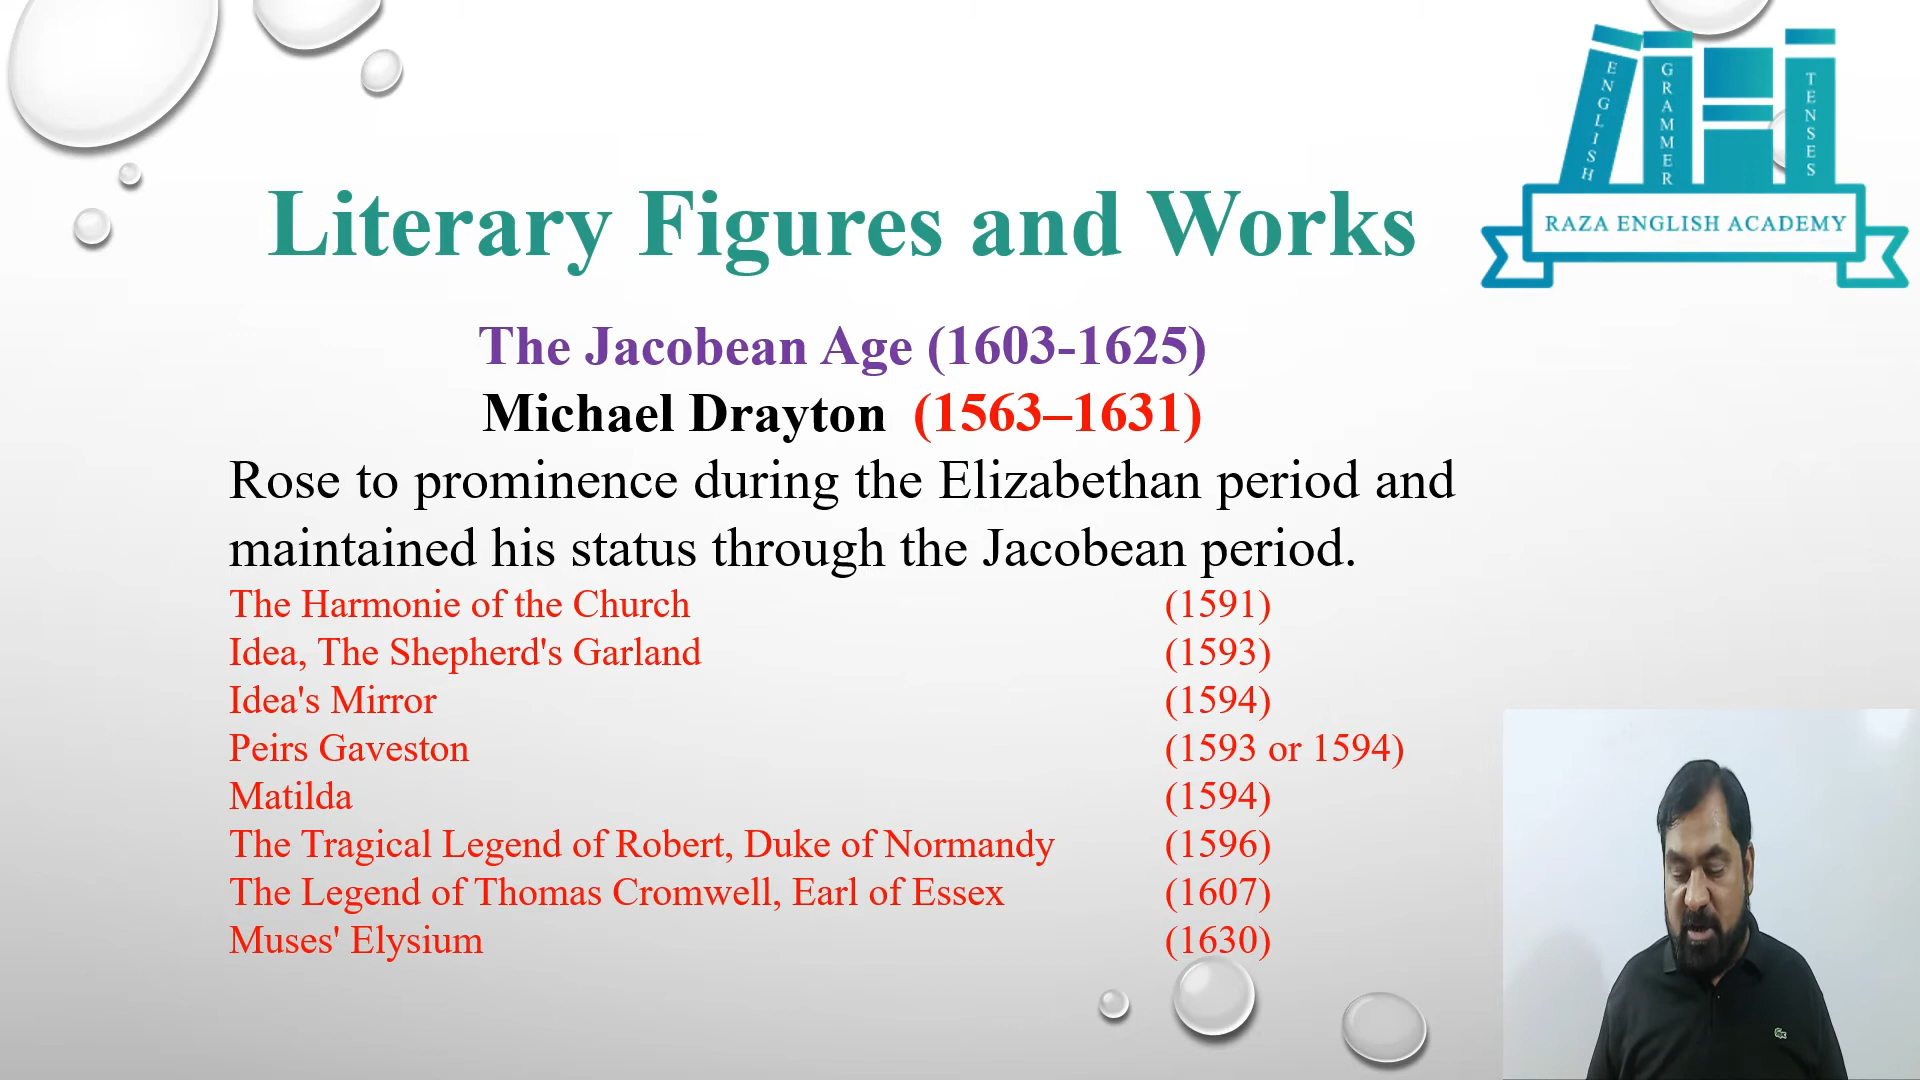 ENGLISH
GRAMMER
TENSES
RAZA ENGLISH ACADEMY
Literary Figures and Works
The Jacobean Age (1603-1625)
Michael Drayton (1563–1631)
Rose to prominence during the Elizabethan period and
maintained his status through the Jacobean period.
The Harmonie of the Church (1591)
Idea, The Shepherd's Garland (1593)
Idea's Mirror (1594)
Peirs Gaveston (1593 or 1594)
Matilda (1594)
The Tragical Legend of Robert, Duke of Normandy (1596)
The Legend of Thomas Cromwell, Earl of Essex (1607)
Muses' Elysium (1630)